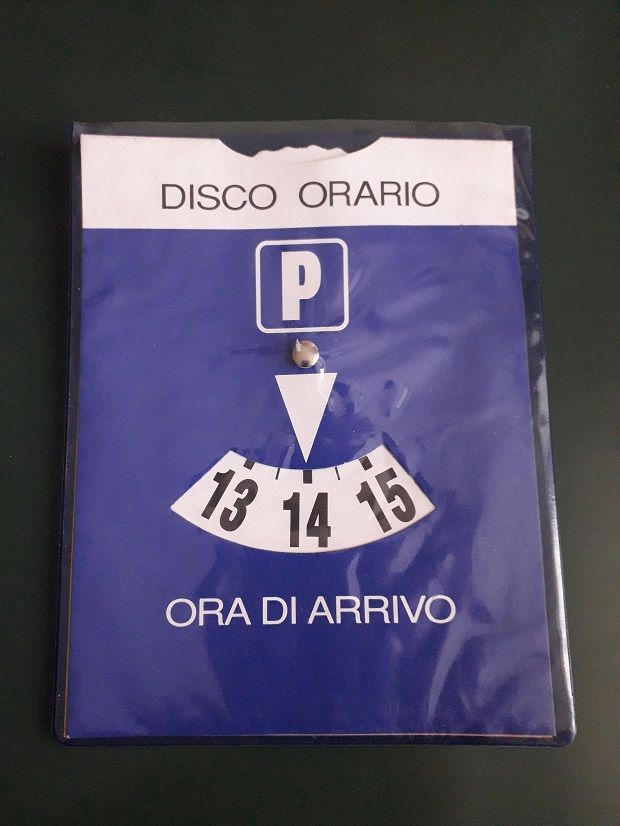 DISCO ORARIO
P
13 14 15
ORA DI ARRIVO